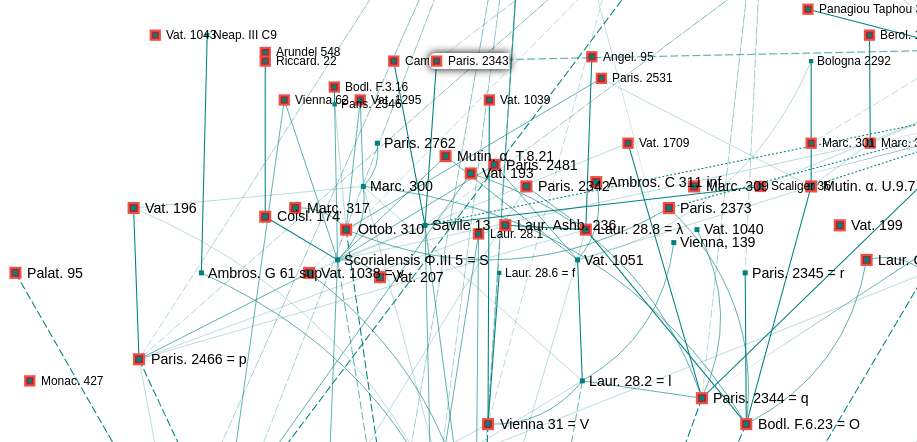 Panagiou Taphou
Vat. 1043
Neap. III C9
Berol.
Arundel 548
Riccard. 22
Cam
Paris. 2343
Angel. 95
Bologna 2292
Paris. 2531
Bodl. F.3.16
Vienna 62
Paris. 2546
Vat. 1295
Vat. 1039
Paris. 2762
Vat. 1709
Marc. 301
Marc. 3
Mutin. α. T.8.21
Paris. 2481
Vat. 193
Marc. 300
Paris. 2342
Ambros. C 311 inf
Marc. 309
Scaliger 36
Mutin. α. U.9.7
Vat. 196
Marc. 317
Coisl. 174
Paris. 2373
Ottob. 310
Savile 13
Laur. Ashb. 236
Laur. 28.1
Laur. 28.8 = λ
Vat. 1040
Vat. 199
Vienna, 139
Scorialensis Φ.III 5 = S
Vat. 1051
Laur.
Palat. 95
Ambros. G 61 sup
Vat. 1038 = v
Vat. 207
Laur. 28.6 = f
Paris. 2345 = r
Paris. 2466 = p
Monac. 427
Laur. 28.2 = l
Paris. 2344 = q
Vienna 31 = V
Bodl. F.6.23 = O